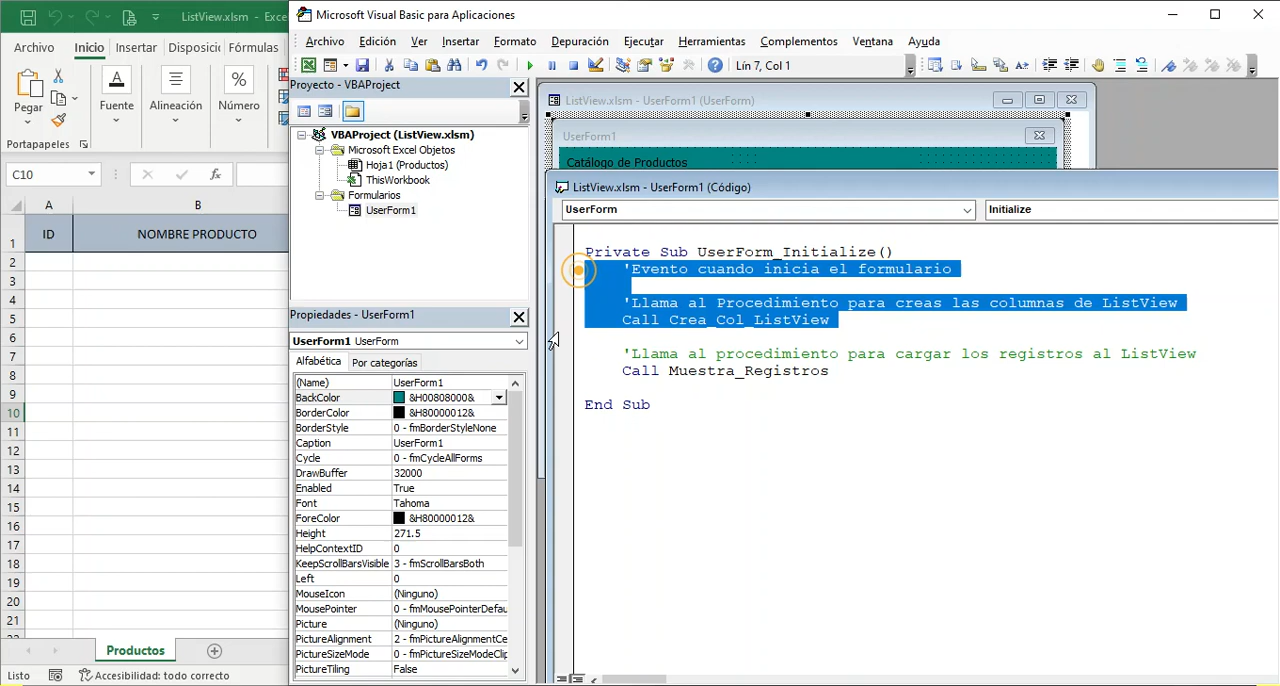 ListView.xlsm - Exce
Archivo Inicio Insertar Disposici Fórmulas
Pegar
Fuente
Alineación
Número
Portapapeles
C10
A B
ID NOMBRE PRODUCTO
1
2
3
4
5
6
7
8
9
10
11
12
13
14
15
16
17
18
19
20
21
Productos
Listo
Accesibilidad: todo correcto
Microsoft Visual Basic para Aplicaciones
Archivo Edición Ver Insertar Formato Depuración Ejecutar Herramientas Complementos Ventana Ayuda
Lín 7, Col 1
Proyecto - VBAProject
VBAProject (ListView.xlsm)
Microsoft Excel Objetos
Hoja1 (Productos)
ThisWorkbook
Formularios
UserForm1
Propiedades - UserForm1
UserForm1 UserForm
Alfabética Por categorías
(Name) UserForm1
BackColor &H00808000&
BorderColor &H80000012&
BorderStyle 0 - fmBorderStyleNone
Caption UserForm1
Cycle 0 - fmCycleAllForms
DrawBuffer 32000
Enabled True
Font Tahoma
ForeColor &H80000012&
Height 271.5
HelpContextID 0
KeepScrollBarsVisible 3 - fmScrollBarsBoth
Left 0
MouseIcon (Ninguno)
MousePointer 0 - fmMousePointerDefau
Picture (Ninguno)
PictureAlignment 2 - fmPictureAlignmentCe
PictureSizeMode 0 - fmPictureSizeModeClip
PictureTiling False
ListView.xlsm - UserForm1 (UserForm)
UserForm1
Catálogo de Productos
ListView.xlsm - UserForm1 (Código)
UserForm Initialize
Private Sub UserForm_Initialize()
'Evento cuando inicia el formulario
'Llama al Procedimiento para creas las columnas de ListView
Call Crea_Col_ListView
'Llama al procedimiento para cargar los registros al ListView
Call Muestra_Registros
End Sub